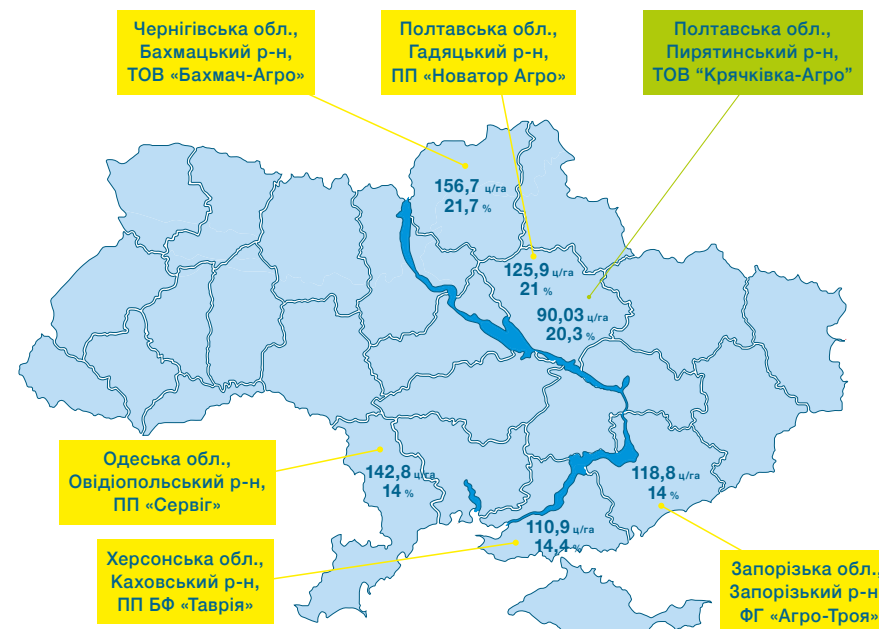 Чернігівська обл.,
Бахмацький р-н,
ТОВ «Бахмач-Агро»
Полтавська обл.,
Гадяцький р-н,
ПП «Новатор Агро»
Полтавська обл.,
Пирятинський р-н,
ТОВ “Крячківка-Агро”
156,7 ц/га
21,7 %
125,9 ц/га
21 %
90,03 ц/га
20,3 %
Одеська обл.,
Овідіопольський р-н,
ПП «Сервіг»
142,8 ц/га
14 %
118,8 ц/га
14 %
110,9 ц/га
14,4 %
Херсонська обл.,
Каховський р-н,
ПП БФ «Таврія»
Запорізька обл.,
Запорізький р-н
ФГ «Агро-Троя»